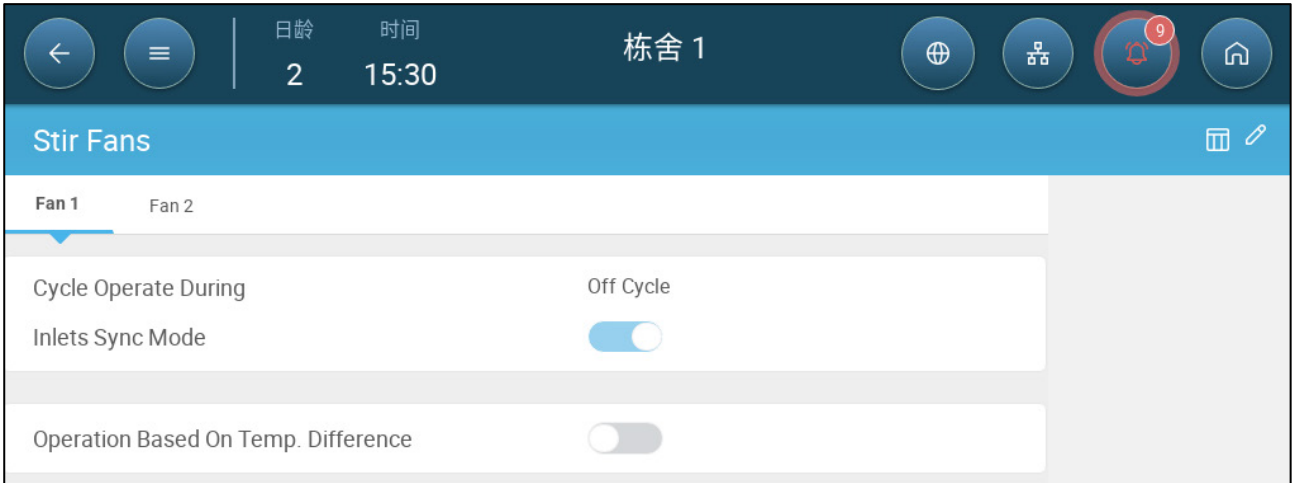 日龄 时间 栋舍 1 9
2 15:30
Stir Fans
Fan 1 Fan 2
Cycle Operate During Off Cycle
Inlets Sync Mode
Operation Based On Temp. Difference